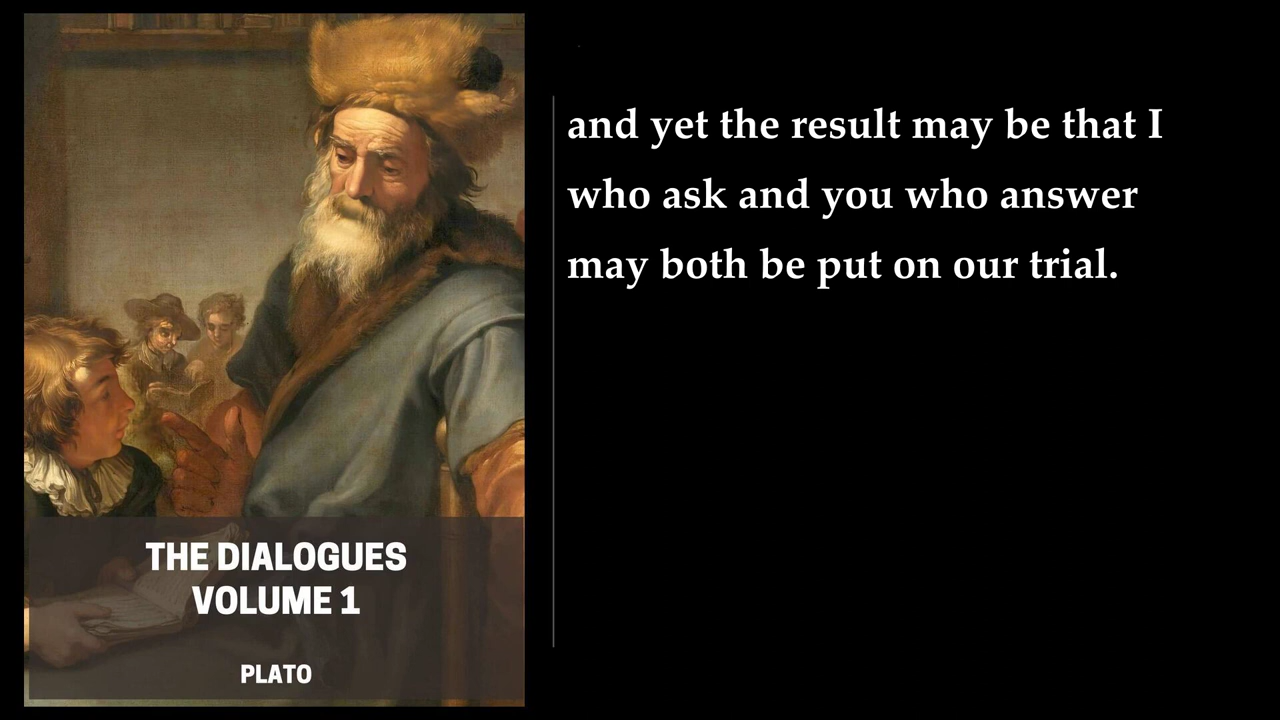 THE DIALOGUES
VOLUME 1
PLATO
and yet the result may be that I
who ask and you who answer
may both be put on our trial.